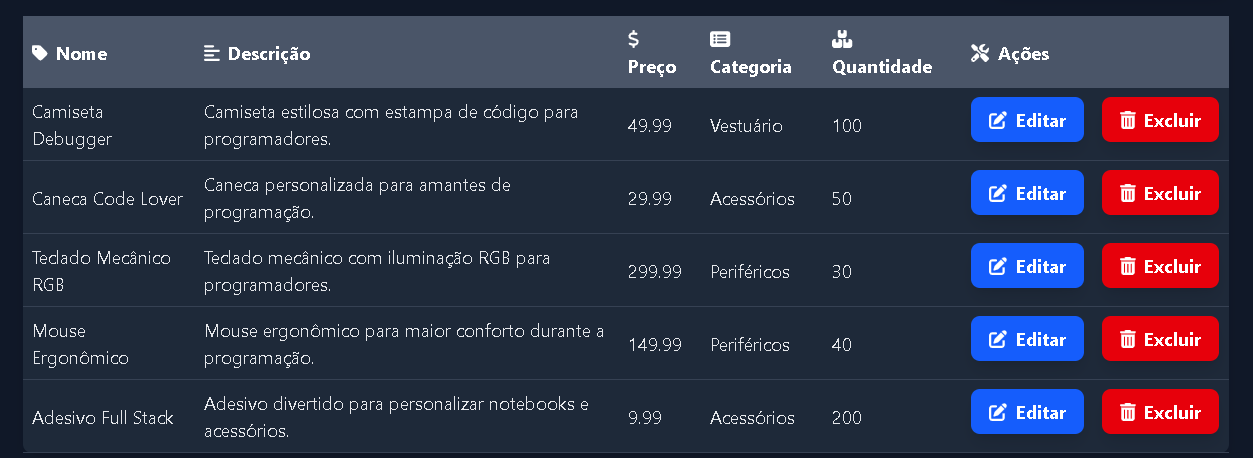 Nome
Descrição
Preço
Categoria
Quantidade
Ações
Camiseta
Debugger
Camiseta estilosa com estampa de código para
programadores.
49.99
Vestuário
100
Editar
Excluir
Caneca Code Lover
Caneca personalizada para amantes de
programação.
29.99
Acessórios
50
Editar
Excluir
Teclado Mecânico
RGB
Teclado mecânico com iluminação RGB para
programadores.
299.99
Periféricos
30
Editar
Excluir
Mouse
Ergonômico
Mouse ergonômico para maior conforto durante a
programação.
149.99
Periféricos
40
Editar
Excluir
Adesivo Full Stack
Adesivo divertido para personalizar notebooks e
acessórios.
9.99
Acessórios
200
Editar
Excluir